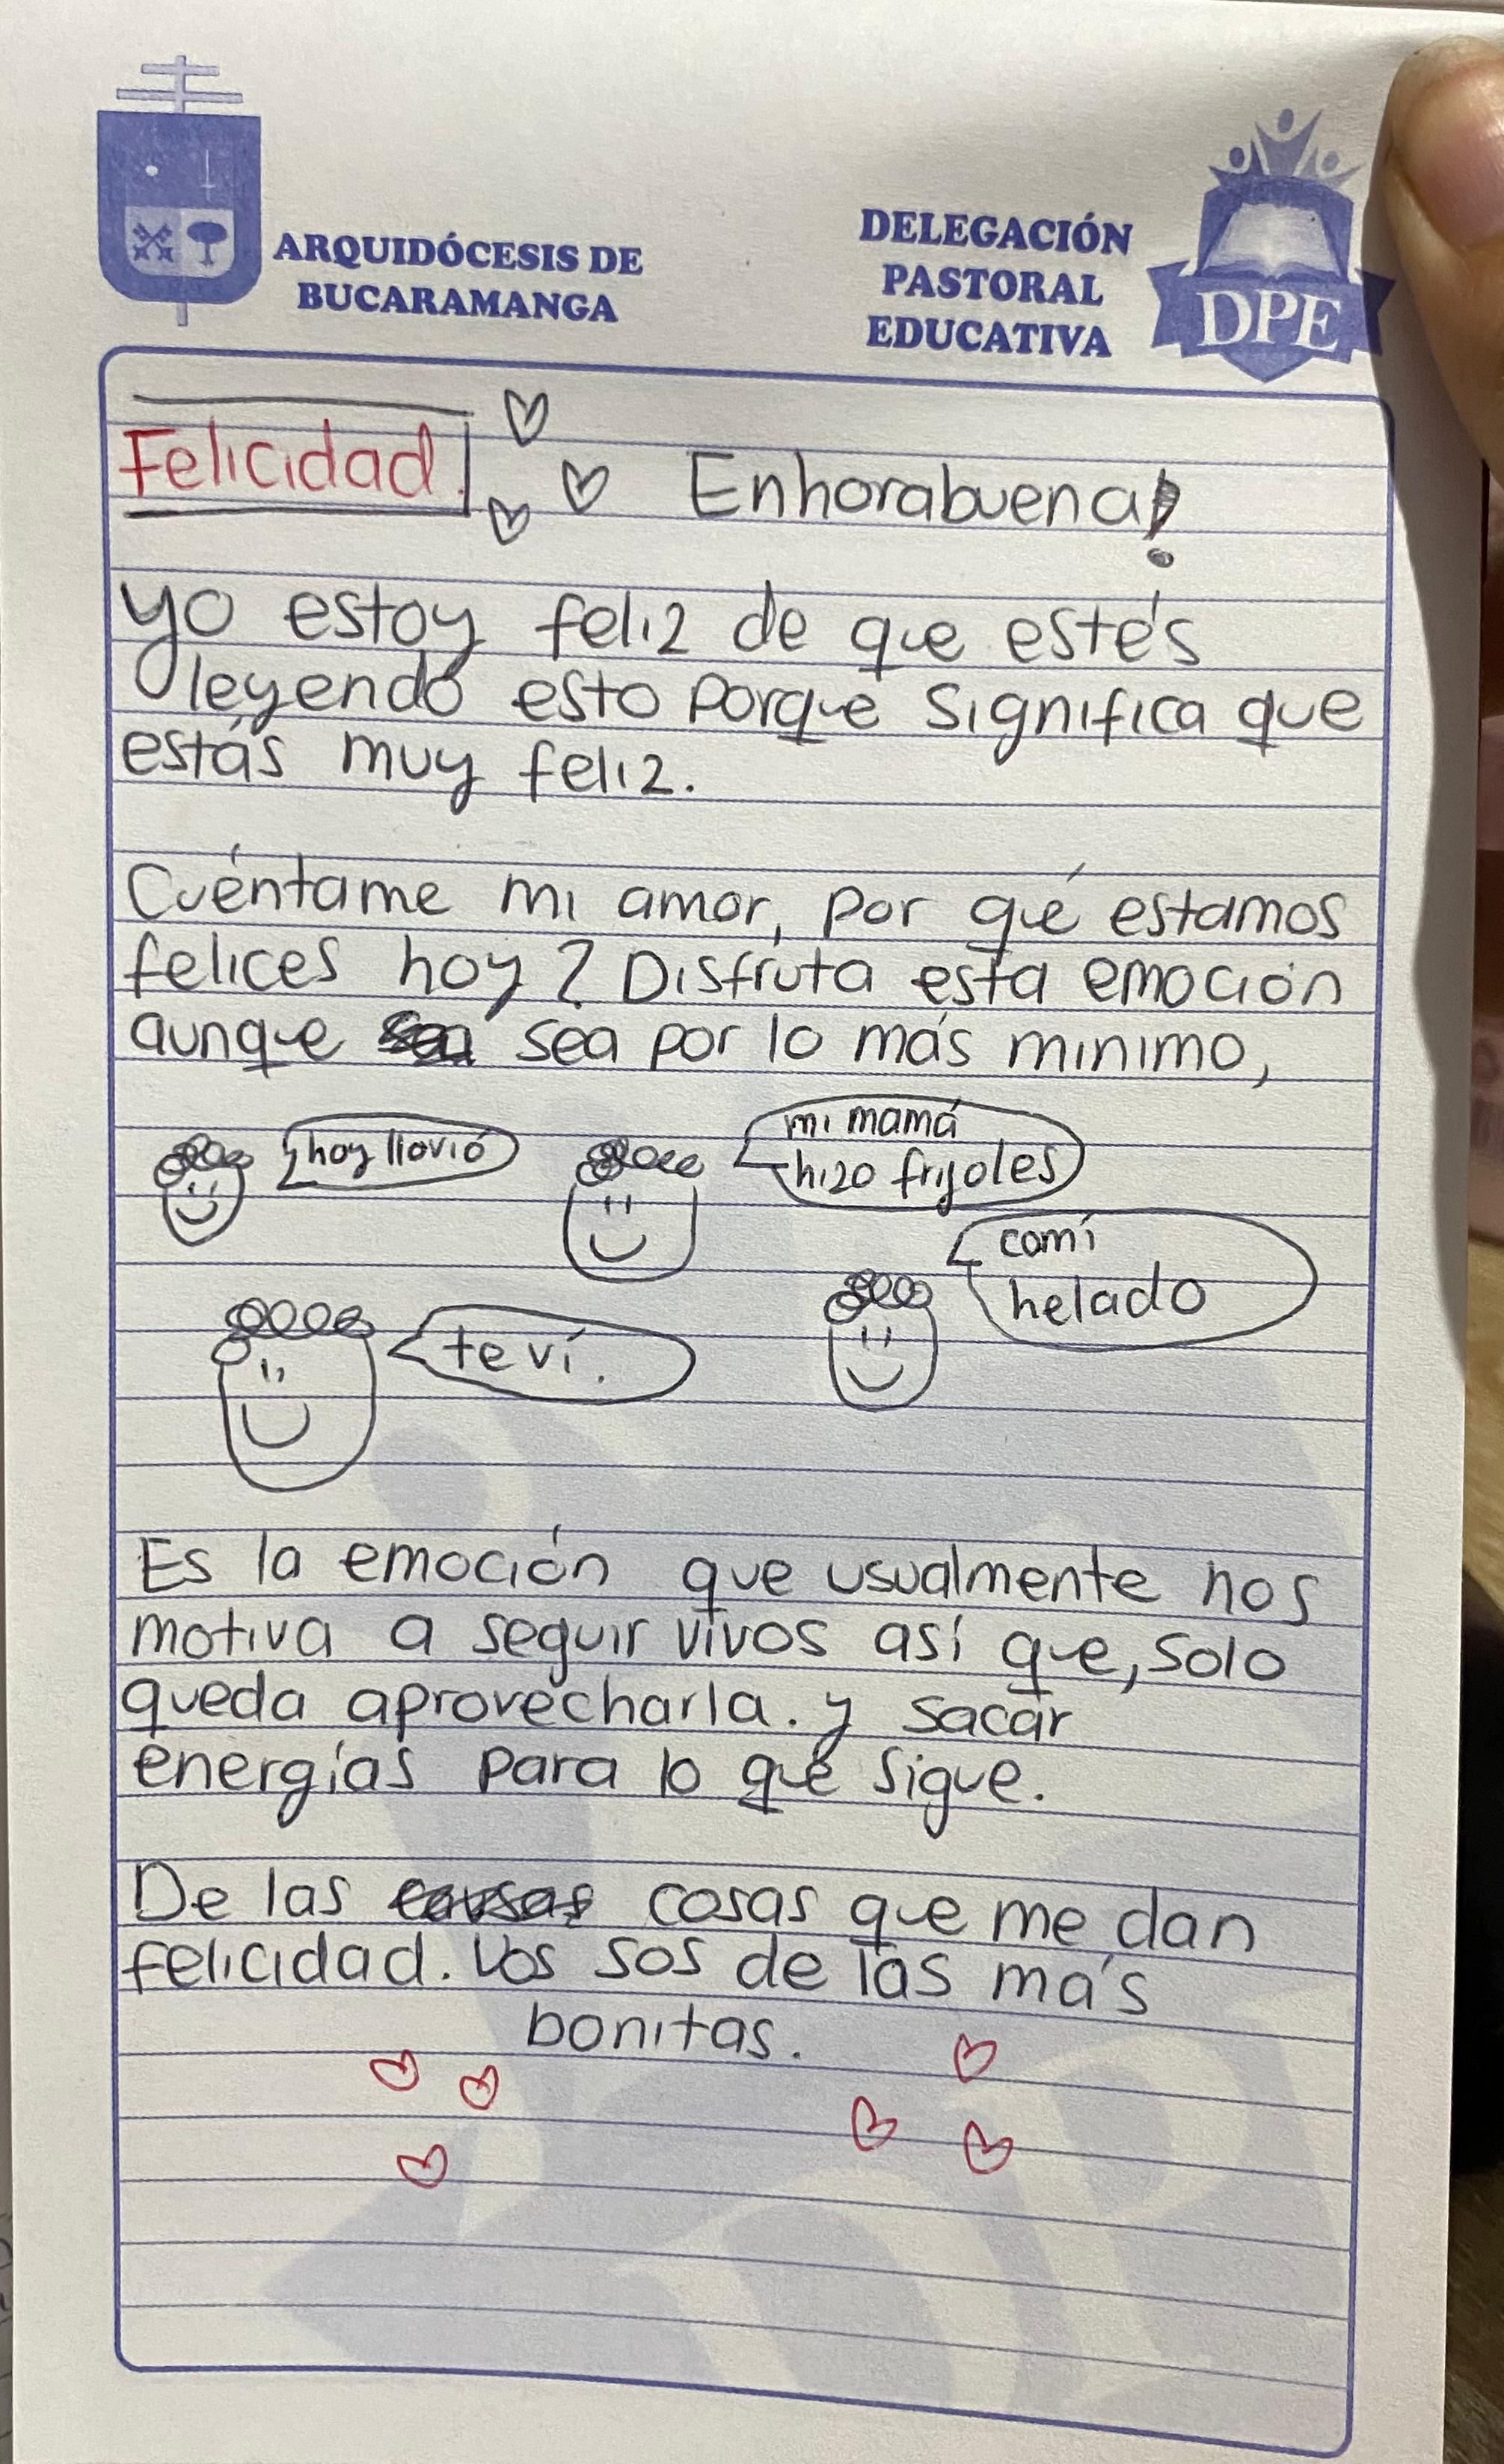 ARQUIDÓCESIS DE
BUCARAMANGA
DELEGACIÓN
PASTORAL
EDUCATIVA
DPE
Felicidad.
Enhorabuena!
yo estoy feliz de que estés
leyendo esto porque significa que
estás muy feliz.
Cuéntame mi amor, por qué estamos
felices hoy? Disfruta esta emoción
aunque sea sea por lo más mínimo,
hoy llovió
mi mamá
hizo frijoles
comí
helado
te ví.
Es la emoción que usualmente nos
motiva a seguir vivos así que, solo
queda aprovecharla. y sacar
energías para lo que sigue.
De las causas cosas que me dan
felicidad. Vos sos de las más
bonitas.